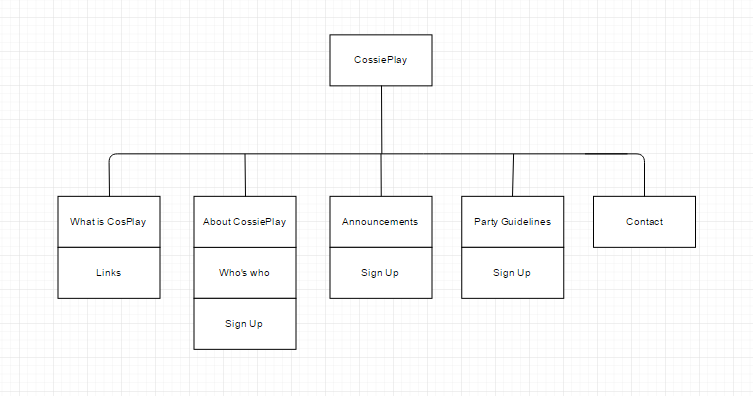 CossiePlay
What is CosPlay
About CossiePlay
Announcements
Party Guidelines
Contact
Links
Who's who
Sign Up
Sign Up
Sign Up